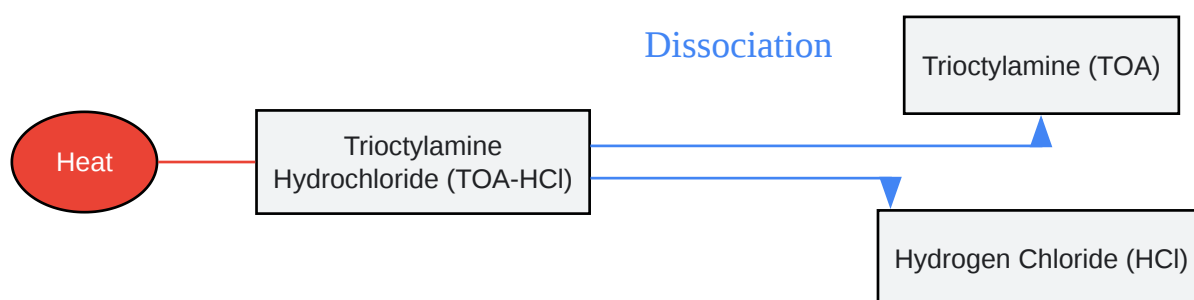 Dissociation
Trioctylamine (TOA)
Heat
Trioctylamine
Hydrochloride (TOA-HCl)
Hydrogen Chloride (HCl)